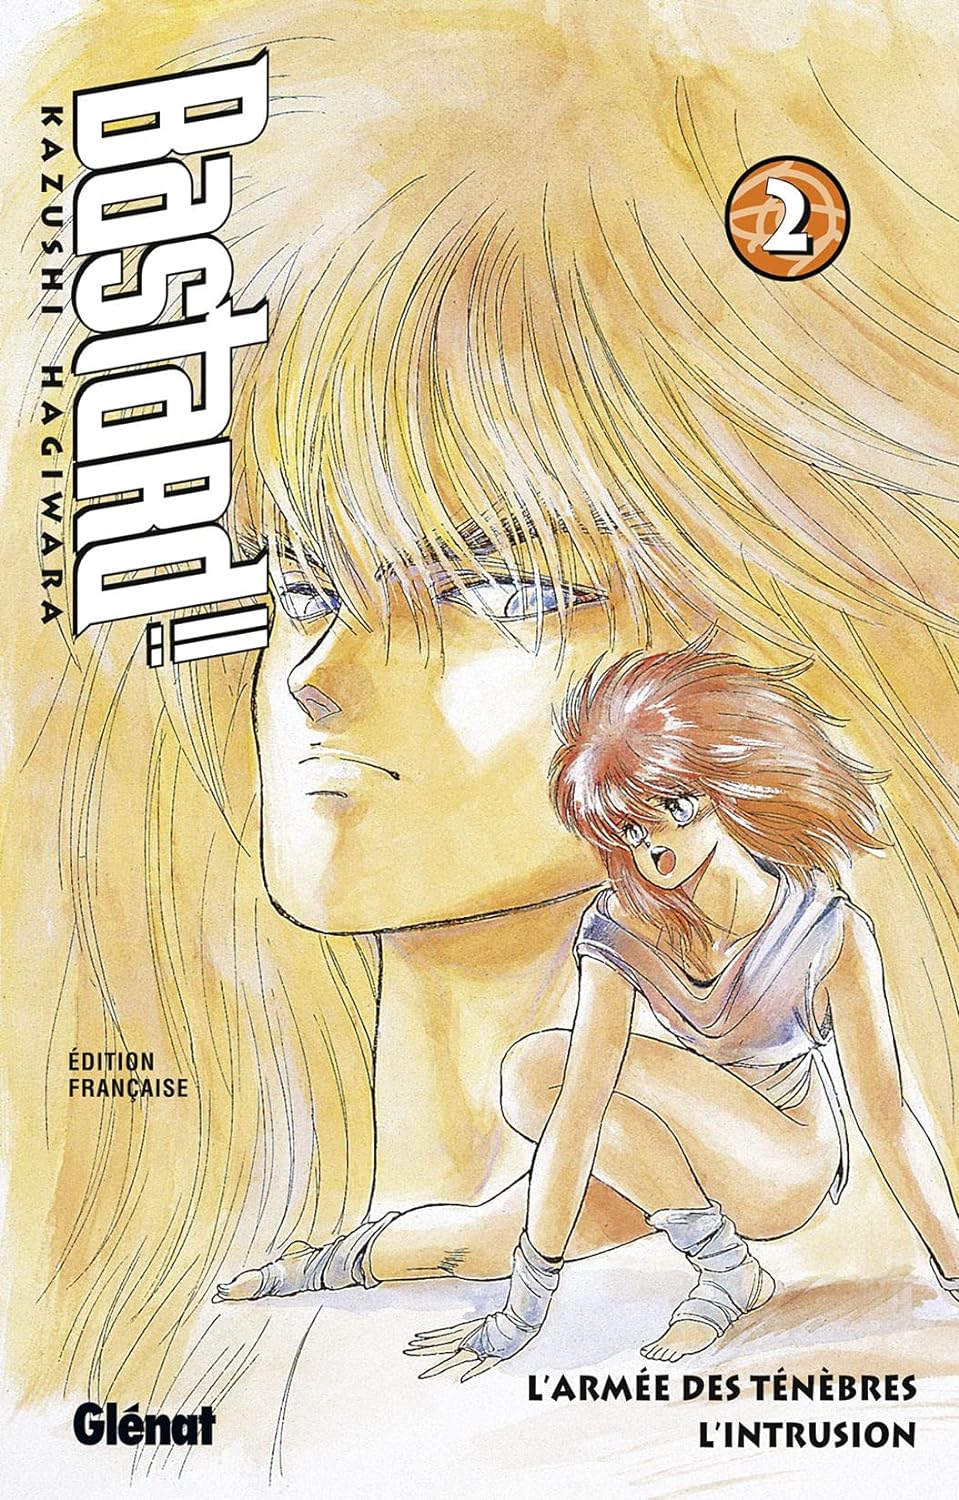 Bastard!!
KAZUSHI HAGIWARA
2
ÉDITION
FRANÇAISE
L'ARMÉE DES TÉNÈBRES
L'INTRUSION
Glénat